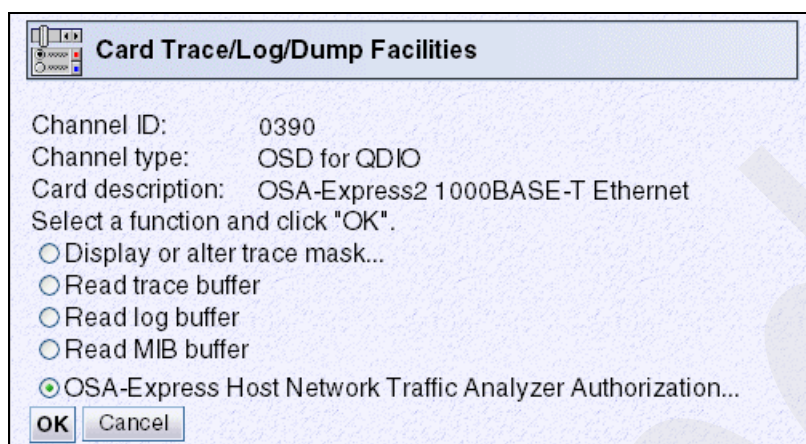 Card Trace/Log/Dump Facilities
Channel ID: 0390
Channel type: OSD for QDIO
Card description: OSA-Express2 1000BASE-T Ethernet
Select a function and click "OK".
Display or alter trace mask...
Read trace buffer
Read log buffer
Read MIB buffer
OSA-Express Host Network Traffic Analyzer Authorization...
OK Cancel